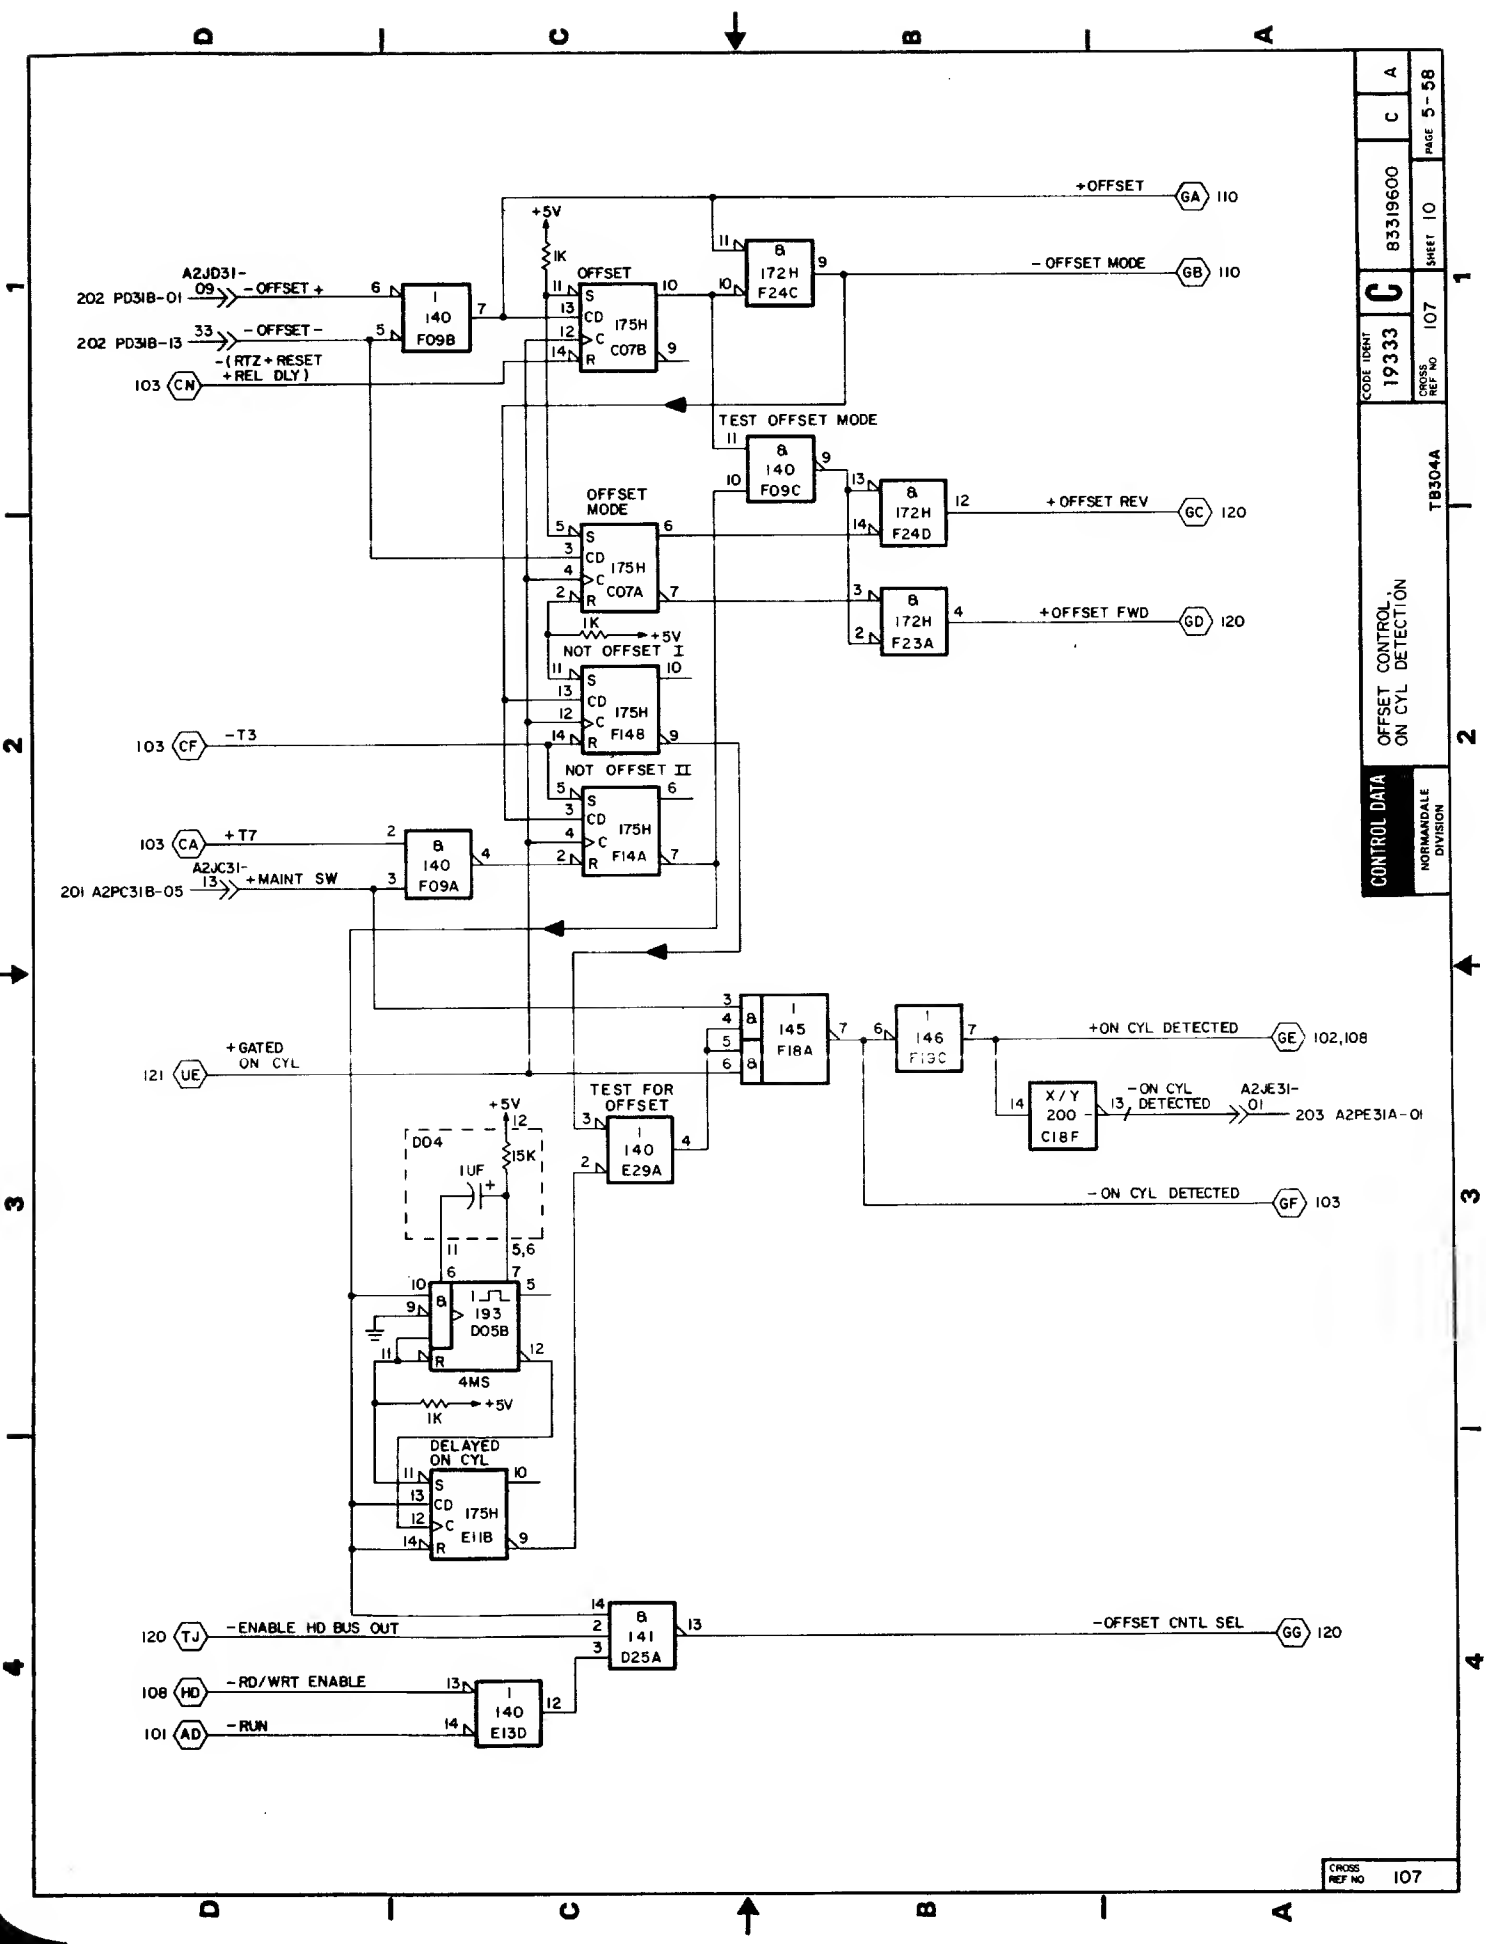 D C B A
+OFFSET GA 110
+5V
1K
11 & 9 -OFFSET MODE GB 110
172H
10 F24C
A2JD31-
202 PD31B-01 09 -OFFSET + 6 1 7
140
202 PD31B-13 33 -OFFSET- 5 F09B
OFFSET
11 S 10
13 CD
175H
12 C
C07B
14 R 9
-(RTZ+RESET
+REL DLY)
103 CN
1
1
TEST OFFSET MODE
11 & 9
140
10 F09C
OFFSET
MODE
5 S 6
3 CD
175H
4 C
C07A
2 R 7
1K +5V
13 & 12 +OFFSET REV GC 120
172H
14 F24D
3 & 4 +OFFSET FWD GD 120
172H
2 F23A
NOT OFFSET I
11 S 10
13 CD
175H
12 C
F14B
14 R 9
2 103 CF -T3
2
NOT OFFSET II
5 S 6
3 CD
175H
4 C
F14A
2 R 7
103 CA +T7 2 & 4
140
A2JC31-
201 A2PC31B-05 13 +MAINT SW 3 F09A
3 & 1 7
4 145
5 F18A
6 &
6 1 7 +ON CYL DETECTED GE 102,108
146
F19C
+GATED
ON CYL
121 UE
14 X/Y 13 -ON CYL
DETECTED
A2JE31-
01 203 A2PE31A-01
200
C18F
TEST FOR
OFFSET
3 1 4
140
2 E29A
+5V
12
D04
15K
1UF +
11 5,6
-ON CYL DETECTED GF 103
3
3
6 7
10 & 1 5
9 193
D05B
11 R 12
4MS
1K +5V
DELAYED
ON CYL
11 S 10
13 CD
175H
12 C
E11B
14 R 9
120 TJ -ENABLE HD BUS OUT
14 & 13 -OFFSET CNTL SEL GG 120
2 141
3 D25A
4
4
108 HD -RD/WRT ENABLE 13 1 12
140
101 AD -RUN 14 E13D
CONTROL DATA
NORMANDALE
DIVISION
OFFSET CONTROL,
ON CYL DETECTION
TB304A
CODE IDENT
19333
C
83319600
C
A
CROSS
REF NO
107
SHEET 10
PAGE 5-58
CROSS
REF NO 107
D C B A